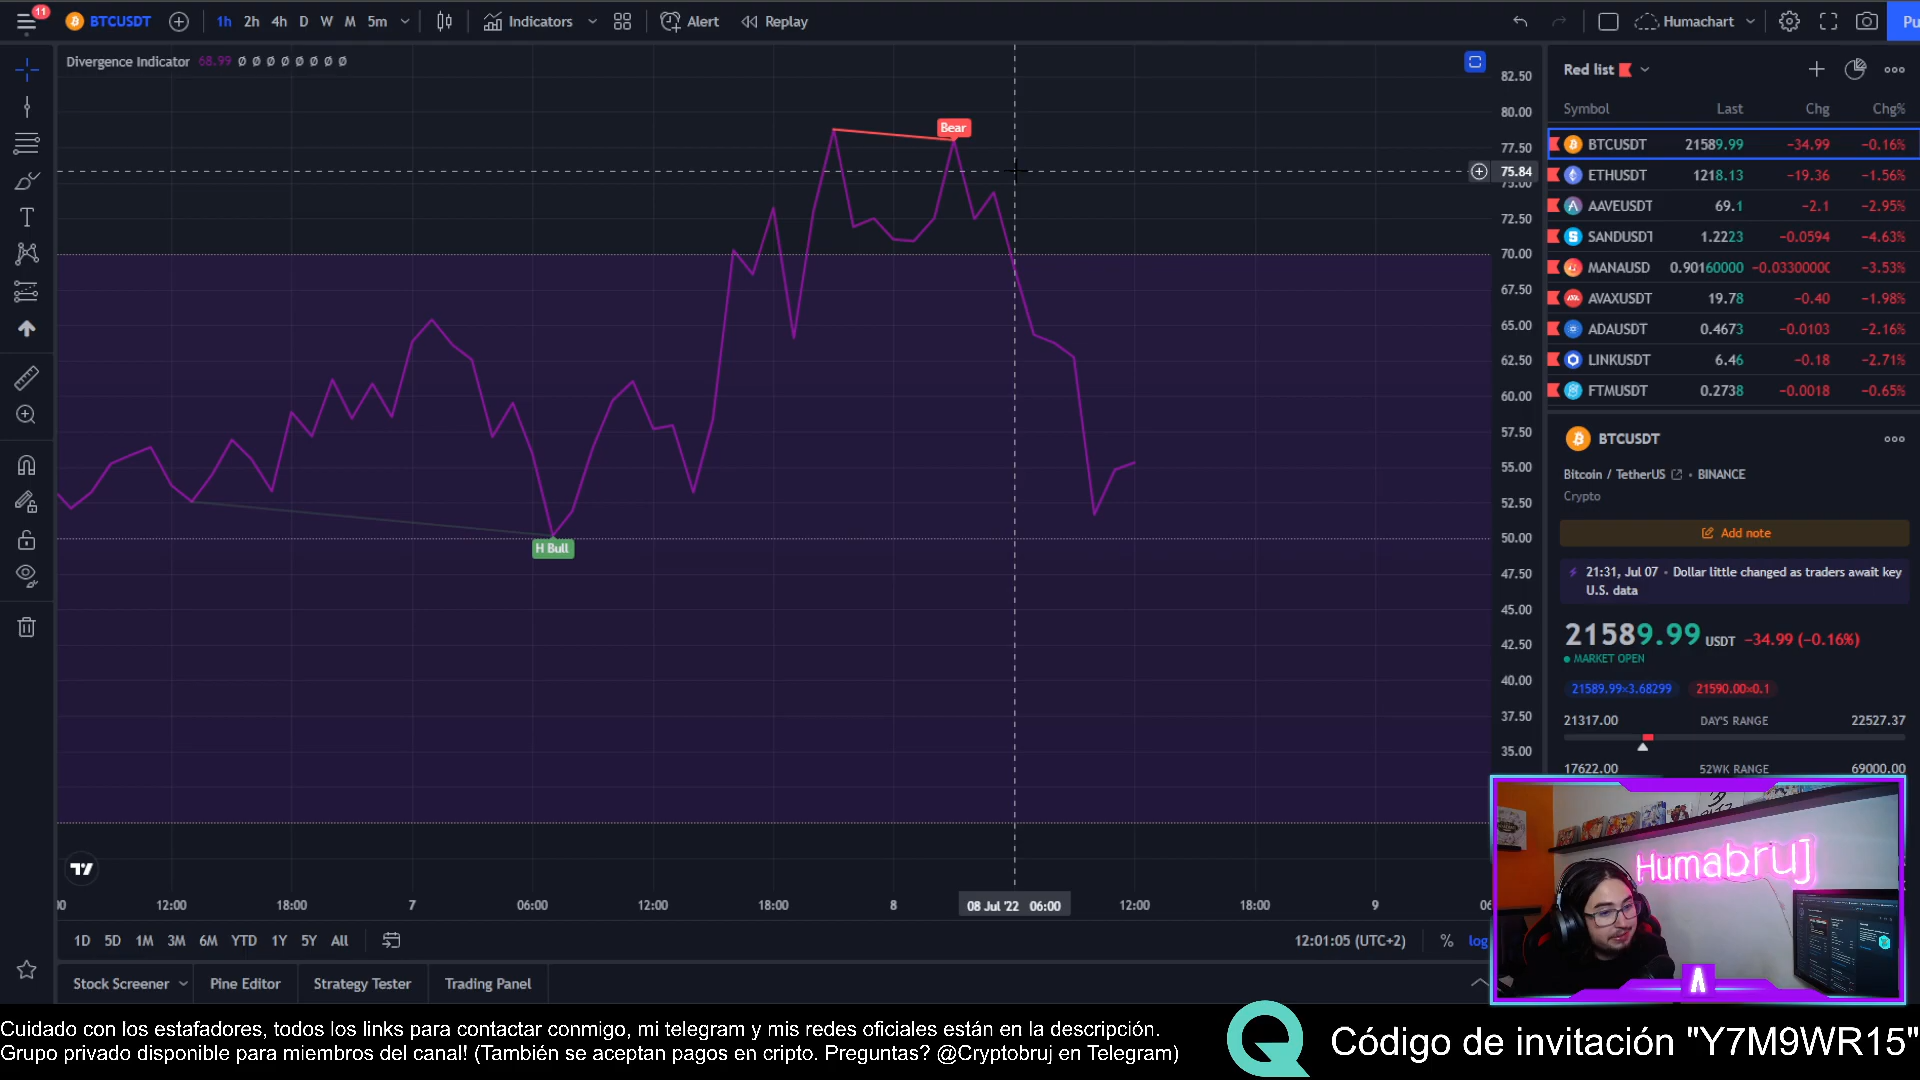 11
BTCUSDT
1h 2h 4h D W M 5m
Indicators
Alert
Replay
Humachart
Pu
Divergence Indicator 68.99 Ø Ø Ø Ø Ø Ø Ø Ø
Bear
H Bull
82.50
80.00
77.50
75.84
75.00
72.50
70.00
67.50
65.00
62.50
60.00
57.50
55.00
52.50
50.00
47.50
45.00
42.50
40.00
37.50
35.00
12:00 18:00 7 06:00 12:00 18:00 8 08 Jul '22 06:00 12:00 18:00 9
1D 5D 1M 3M 6M YTD 1Y 5Y All
12:01:05 (UTC+2) % log
Stock Screener Pine Editor Strategy Tester Trading Panel
Red list
Symbol Last Chg Chg%
BTCUSDT 21589.99 −34.99 −0.16%
ETHUSDT 1218.13 −19.36 −1.56%
AAVEUSDT 69.1 −2.1 −2.95%
SANDUSDT 1.2223 −0.0594 −4.63%
MANAUSD 0.90160000 −0.0330000 −3.53%
AVAXUSDT 19.78 −0.40 −1.98%
ADAUSDT 0.4673 −0.0103 −2.16%
LINKUSDT 6.46 −0.18 −2.71%
FTMUSDT 0.2738 −0.0018 −0.65%
BTCUSDT
Bitcoin / TetherUS • BINANCE
Crypto
Add note
21:31, Jul 07 • Dollar little changed as traders await key
U.S. data
21589.99 USDT −34.99 (−0.16%)
MARKET OPEN
21589.99×3.68299 21590.00×0.1
21317.00 DAY'S RANGE 22527.37
17622.00 52WK RANGE 69000.00
Humabruj
Cuidado con los estafadores, todos los links para contactar conmigo, mi telegram y mis redes oficiales están en la descripción.
Grupo privado disponible para miembros del canal! (También se aceptan pagos en cripto. Preguntas? @Cryptobruj en Telegram)
Código de invitación "Y7M9WR15"